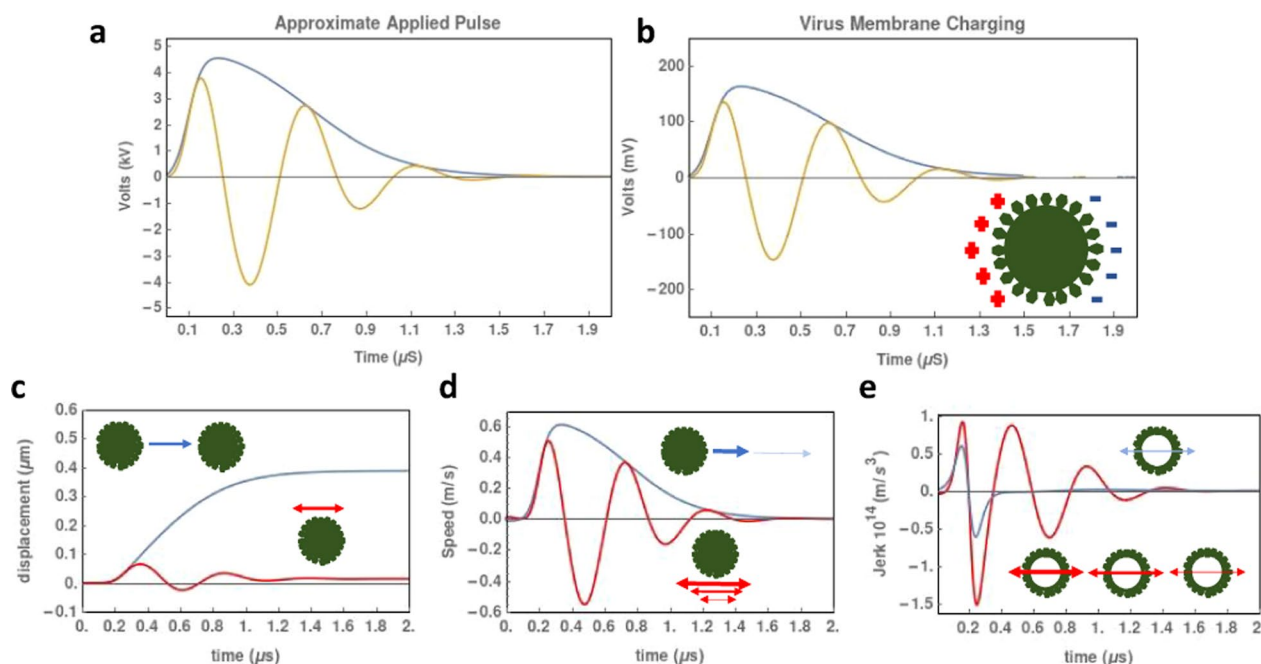 a
Approximate Applied Pulse
5
4
3
2
1
0
−1
−2
−3
−4
−5
Volts (kV)
0.1 0.3 0.5 0.7 0.9 1.1 1.3 1.5 1.7 1.9
Time (μS)
b
Virus Membrane Charging
200
100
0
−100
−200
Volts (mV)
0.1 0.3 0.5 0.7 0.9 1.1 1.3 1.5 1.7 1.9
Time (μS)
c
0.6
0.5
0.4
0.3
0.2
0.1
0.
−0.1
displacement (μm)
0. 0.2 0.4 0.6 0.8 1. 1.2 1.4 1.6 1.8 2.
time (μs)
d
0.6
0.4
0.2
0.0
−0.2
−0.4
−0.6
Speed (m/s)
0. 0.2 0.4 0.6 0.8 1. 1.2 1.4 1.6 1.8 2.
time (μs)
e
1.
0.5
0.
−0.5
−1.
−1.5
Jerk 10^14 (m/s^3)
0. 0.2 0.4 0.6 0.8 1. 1.2 1.4 1.6 1.8 2.
time (μs)